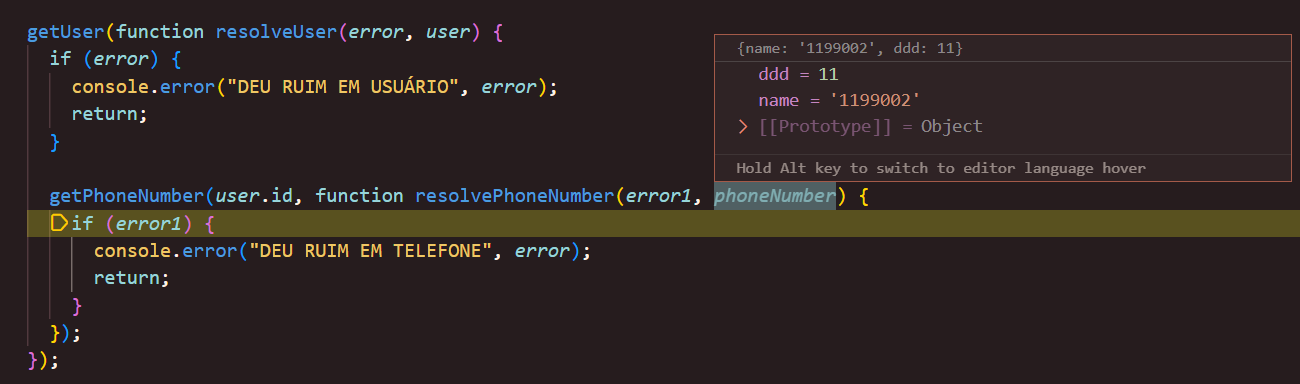 getUser(function resolveUser(error, user) {
if (error) {
console.error("DEU RUIM EM USUÁRIO", error);
return;
}
{name: '1199002', ddd: 11}
ddd = 11
name = '1199002'
[[Prototype]] = Object
Hold Alt key to switch to editor language hover
getPhoneNumber(user.id, function resolvePhoneNumber(error1, phoneNumber) {
if (error1) {
console.error("DEU RUIM EM TELEFONE", error);
return;
}
});
});